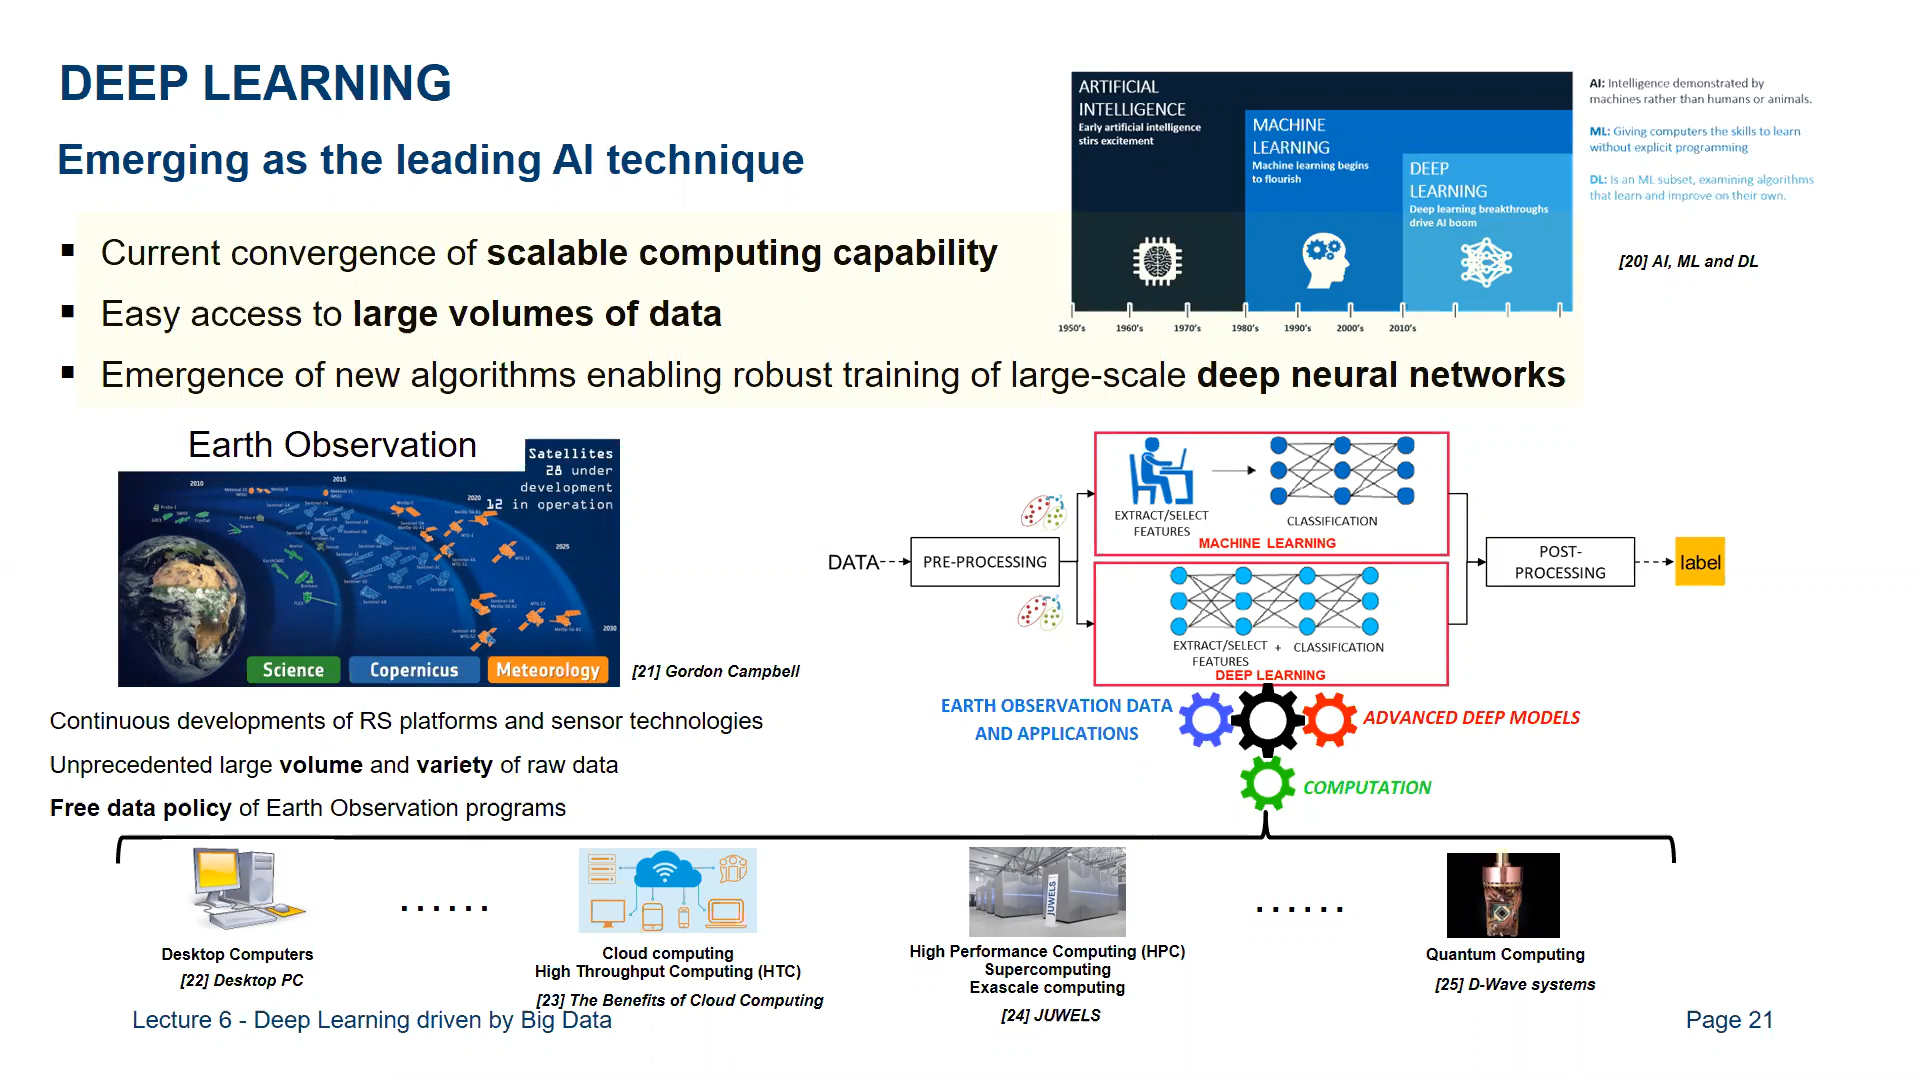 DEEP LEARNING
Emerging as the leading AI technique
▪ Current convergence of scalable computing capability
▪ Easy access to large volumes of data
▪ Emergence of new algorithms enabling robust training of large-scale deep neural networks
ARTIFICIAL
INTELLIGENCE
Early artificial intelligence
stirs excitement
MACHINE
LEARNING
Machine learning begins
to flourish
DEEP
LEARNING
Deep learning breakthroughs
drive AI boom
1950's 1960's 1970's 1980's 1990's 2000's 2010's
AI: Intelligence demonstrated by
machines rather than humans or animals.
ML: Giving computers the skills to learn
without explicit programming
DL: Is an ML subset, examining algorithms
that learn and improve on their own.
[20] AI, ML and DL
Earth Observation
Satellites
28 under
development
12 in operation
2010
2015
2020
2025
2030
Science
Copernicus
Meteorology
[21] Gordon Campbell
Continuous developments of RS platforms and sensor technologies
Unprecedented large volume and variety of raw data
Free data policy of Earth Observation programs
DATA
PRE-PROCESSING
EXTRACT/SELECT
FEATURES
CLASSIFICATION
MACHINE LEARNING
EXTRACT/SELECT + CLASSIFICATION
FEATURES
DEEP LEARNING
POST-
PROCESSING
label
EARTH OBSERVATION DATA
AND APPLICATIONS
ADVANCED DEEP MODELS
COMPUTATION
Desktop Computers
[22] Desktop PC
......
Cloud computing
High Throughput Computing (HTC)
[23] The Benefits of Cloud Computing
JUWELS
High Performance Computing (HPC)
Supercomputing
Exascale computing
[24] JUWELS
......
Quantum Computing
[25] D-Wave systems
Lecture 6 - Deep Learning driven by Big Data
Page 21